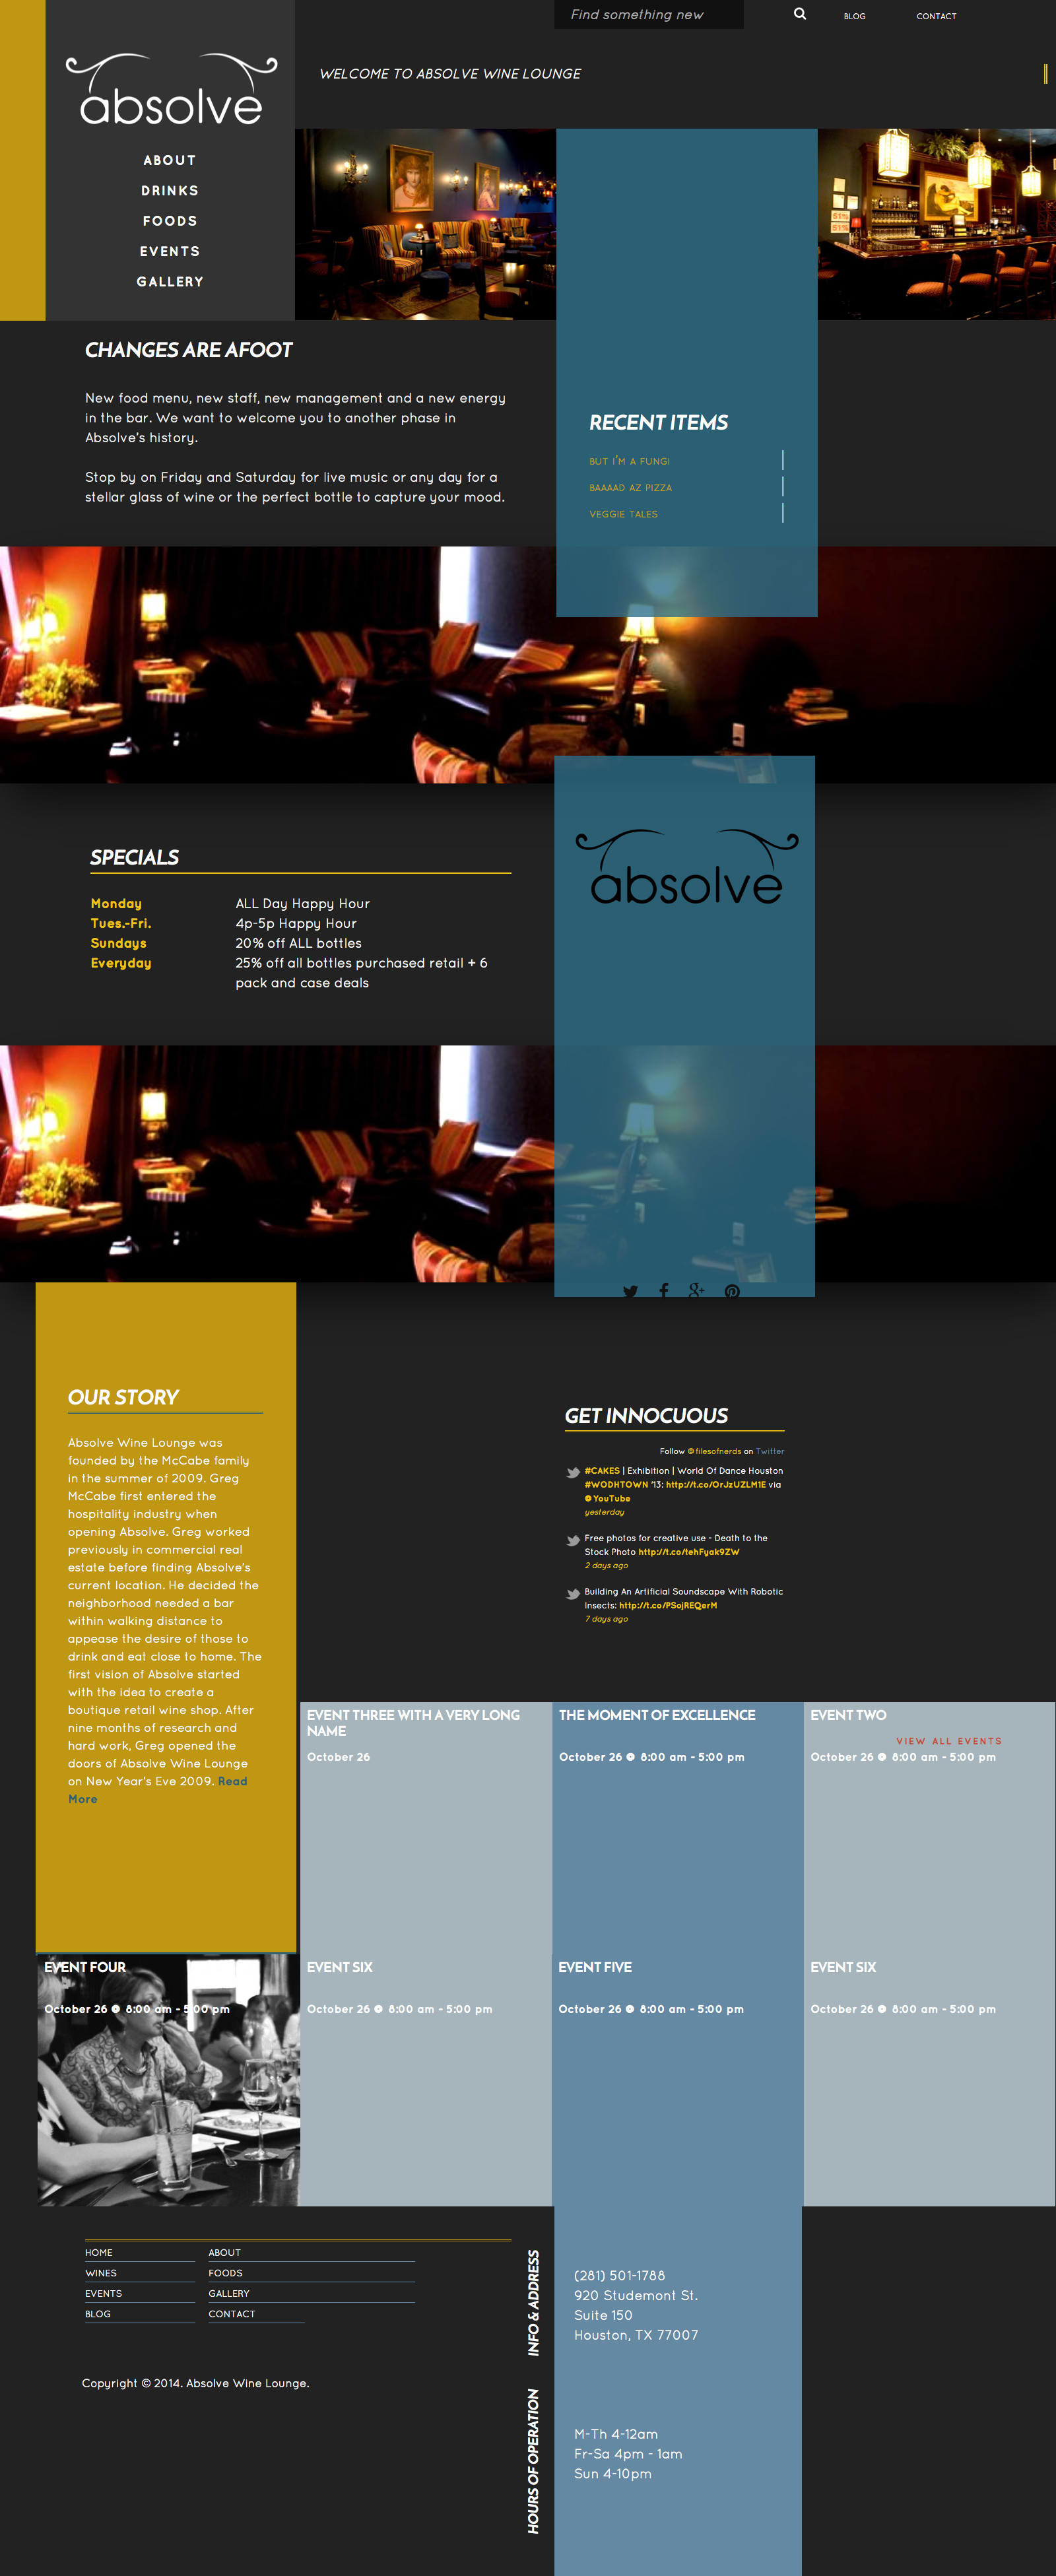 Find something new
BLOG
CONTACT
absolve
WELCOME TO ABSOLVE WINE LOUNGE
ABOUT
DRINKS
FOODS
EVENTS
GALLERY
51%
51%
CHANGES ARE AFOOT
New food menu, new staff, new management and a new energy
in the bar. We want to welcome you to another phase in
Absolve's history.
Stop by on Friday and Saturday for live music or any day for a
stellar glass of wine or the perfect bottle to capture your mood.
RECENT ITEMS
BUT I'M A FUNGI
BAAAAD AZ PIZZA
VEGGIE TALES
absolve
SPECIALS
Monday ALL Day Happy Hour
Tues.-Fri. 4p-5p Happy Hour
Sundays 20% off ALL bottles
Everyday 25% off all bottles purchased retail + 6
pack and case deals
OUR STORY
Absolve Wine Lounge was
founded by the McCabe family
in the summer of 2009. Greg
McCabe first entered the
hospitality industry when
opening Absolve. Greg worked
previously in commercial real
estate before finding Absolve's
current location. He decided the
neighborhood needed a bar
within walking distance to
appease the desire of those to
drink and eat close to home. The
first vision of Absolve started
with the idea to create a
boutique retail wine shop. After
nine months of research and
hard work, Greg opened the
doors of Absolve Wine Lounge
on New Year's Eve 2009. Read
More
GET INNOCUOUS
Follow @filesofnerds on Twitter
#CAKES | Exhibition | World Of Dance Houston
#WODHTOWN '13: http://t.co/OrJzUZLM1E via
@YouTube
yesterday
Free photos for creative use - Death to the
Stock Photo http://t.co/tehFyak9ZW
2 days ago
Building An Artificial Soundscape With Robotic
Insects: http://t.co/PSojREQerM
7 days ago
EVENT THREE WITH A VERY LONG
NAME
October 26
THE MOMENT OF EXCELLENCE
October 26 @ 8:00 am - 5:00 pm
EVENT TWO
VIEW ALL EVENTS
October 26 @ 8:00 am - 5:00 pm
EVENT FOUR
October 26 @ 8:00 am - 5:00 pm
EVENT SIX
October 26 @ 8:00 am - 5:00 pm
EVENT FIVE
October 26 @ 8:00 am - 5:00 pm
EVENT SIX
October 26 @ 8:00 am - 5:00 pm
HOME ABOUT
WINES FOODS
EVENTS GALLERY
BLOG CONTACT
Copyright © 2014. Absolve Wine Lounge.
INFO & ADDRESS
(281) 501-1788
920 Studemont St.
Suite 150
Houston, TX 77007
HOURS OF OPERATION
M-Th 4-12am
Fr-Sa 4pm - 1am
Sun 4-10pm